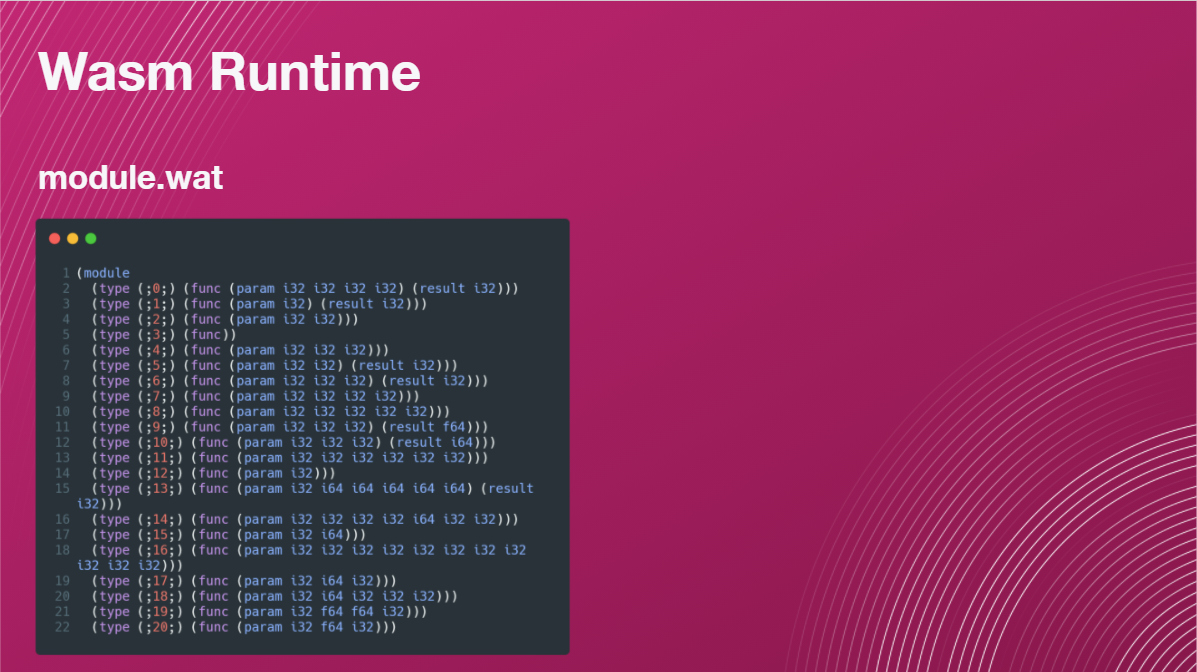 Wasm Runtime
module.wat
1 (module
2   (type (;0;) (func (param i32 i32 i32 i32) (result i32)))
3   (type (;1;) (func (param i32) (result i32)))
4   (type (;2;) (func (param i32 i32)))
5   (type (;3;) (func))
6   (type (;4;) (func (param i32 i32 i32)))
7   (type (;5;) (func (param i32 i32) (result i32)))
8   (type (;6;) (func (param i32 i32 i32) (result i32)))
9   (type (;7;) (func (param i32 i32 i32 i32)))
10   (type (;8;) (func (param i32 i32 i32 i32 i32)))
11   (type (;9;) (func (param i32 i32 i32) (result f64)))
12   (type (;10;) (func (param i32 i32 i32) (result i64)))
13   (type (;11;) (func (param i32 i32 i32 i32 i32 i32)))
14   (type (;12;) (func (param i32)))
15   (type (;13;) (func (param i32 i64 i64 i64 i64 i64) (result
i32)))
16   (type (;14;) (func (param i32 i32 i32 i32 i64 i32 i32)))
17   (type (;15;) (func (param i32 i64)))
18   (type (;16;) (func (param i32 i32 i32 i32 i32 i32 i32 i32
i32 i32 i32)))
19   (type (;17;) (func (param i32 i64 i32)))
20   (type (;18;) (func (param i32 i64 i32 i32 i32)))
21   (type (;19;) (func (param i32 f64 f64 i32)))
22   (type (;20;) (func (param i32 f64 i32)))